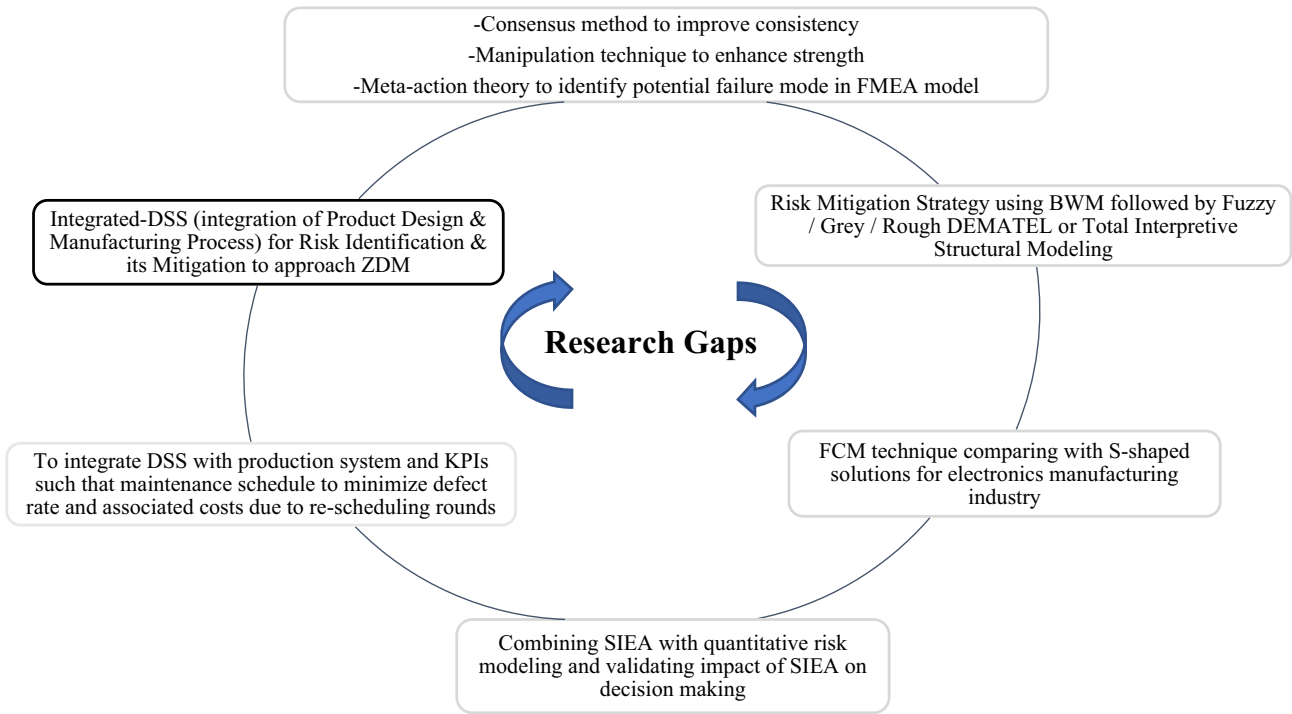 -Consensus method to improve consistency
-Manipulation technique to enhance strength
-Meta-action theory to identify potential failure mode in FMEA model
Integrated-DSS (integration of Product Design &
Manufacturing Process) for Risk Identification &
its Mitigation to approach ZDM
Risk Mitigation Strategy using BWM followed by Fuzzy
/ Grey / Rough DEMATEL or Total Interpretive
Structural Modeling
Research Gaps
To integrate DSS with production system and KPIs
such that maintenance schedule to minimize defect
rate and associated costs due to re-scheduling rounds
FCM technique comparing with S-shaped
solutions for electronics manufacturing
industry
Combining SIEA with quantitative risk
modeling and validating impact of SIEA on
decision making